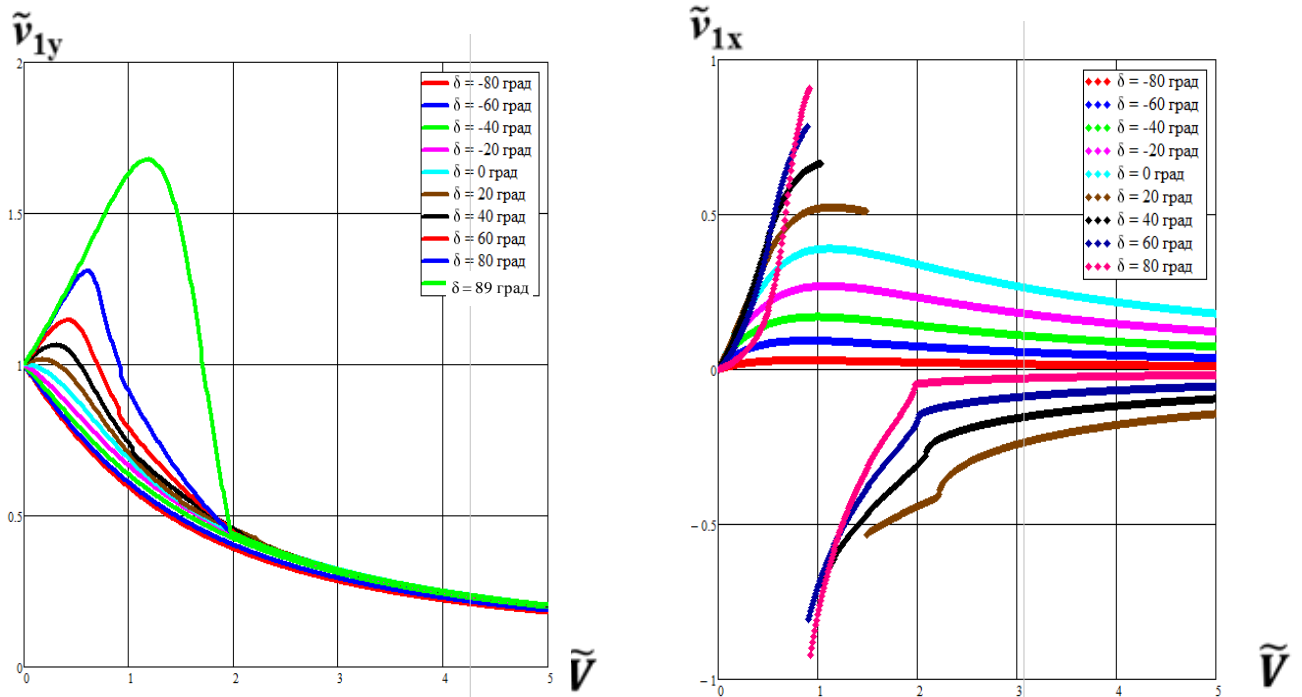 ṽ1y
2
1.5
1
0.5
0
0
1
2
3
4
5
Ṽ
δ = -80 град
δ = -60 град
δ = -40 град
δ = -20 град
δ = 0 град
δ = 20 град
δ = 40 град
δ = 60 град
δ = 80 град
δ = 89 град
ṽ1x
1
0.5
0
− 0.5
− 1
0
1
2
3
4
5
Ṽ
δ = -80 град
δ = -60 град
δ = -40 град
δ = -20 град
δ = 0 град
δ = 20 град
δ = 40 град
δ = 60 град
δ = 80 град